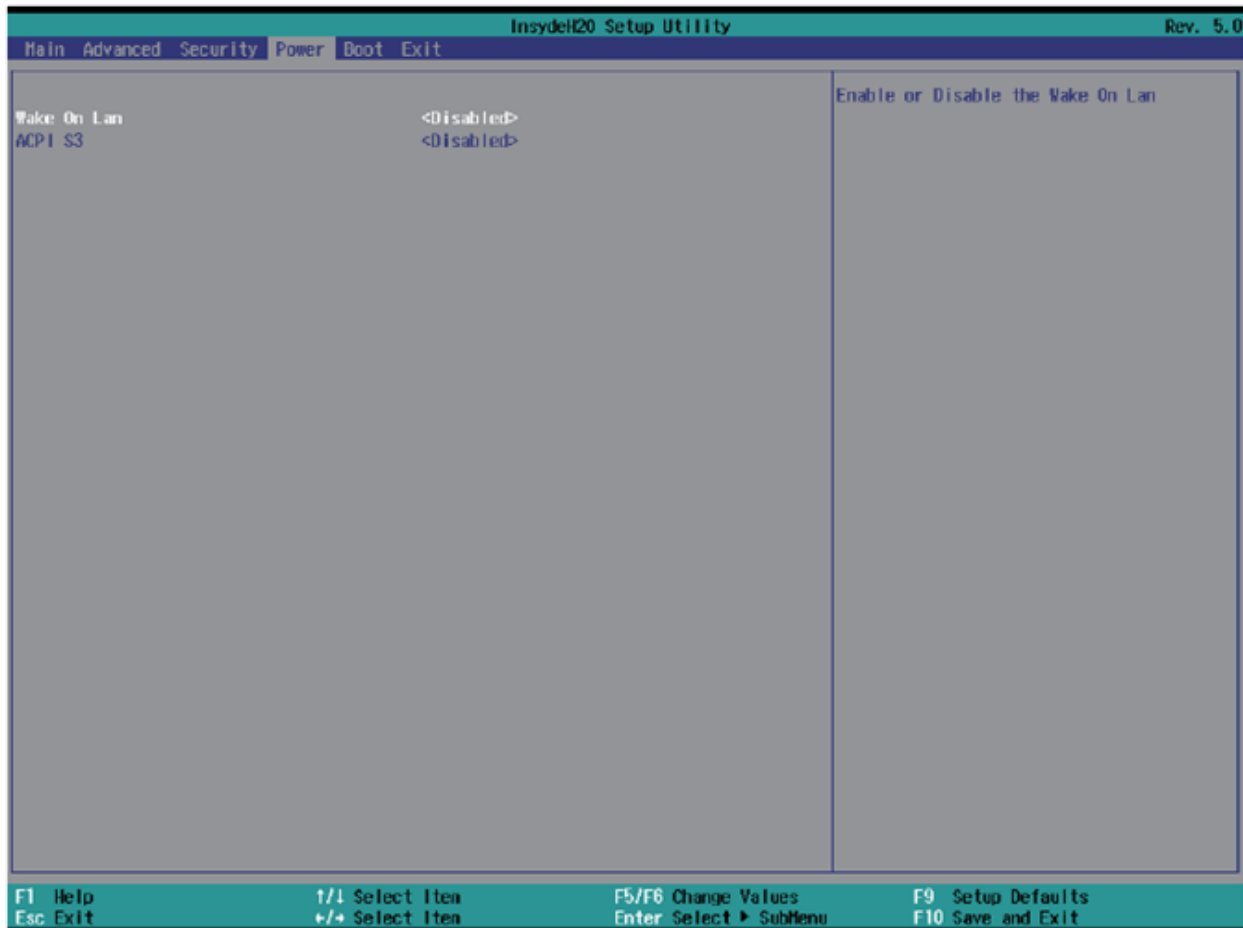 InsydeH20 Setup Utility Rev. 5.0
Main Advanced Security Power Boot Exit
Enable or Disable the Wake On Lan
Wake On Lan <Disabled>
ACPI S3 <Disabled>
F1 Help ↑/↓ Select Item F5/F6 Change Values F9 Setup Defaults
Esc Exit ←/→ Select Item Enter Select ▶ SubMenu F10 Save and Exit